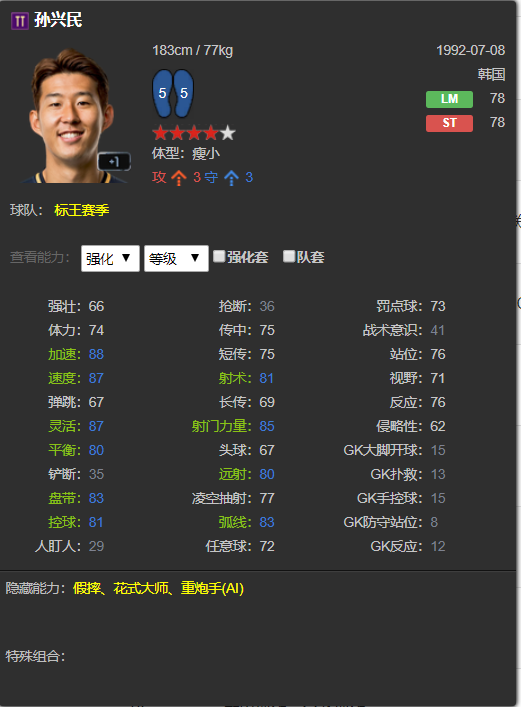 TT 孙兴民
183cm / 77kg 1992-07-08
韩国
5 5 LM 78
ST 78
体型：瘦小
+1 攻 3 守 3
球队： 标王赛季
查看能力： 强化 ▼ 等级 ▼ 强化套 队套
强壮：66 抢断：36 罚点球：73
体力：74 传中：75 战术意识：41
加速：88 短传：75 站位：76
速度：87 射术：81 视野：71
弹跳：67 长传：69 反应：76
灵活：87 射门力量：85 侵略性：62
平衡：80 头球：67 GK大脚开球：15
铲断：35 远射：80 GK扑救：13
盘带：83 凌空抽射：77 GK手控球：15
控球：81 弧线：83 GK防守站位：8
人盯人：29 任意球：72 GK反应：12
隐藏能力：假摔、花式大师、重炮手(AI)
特殊组合：